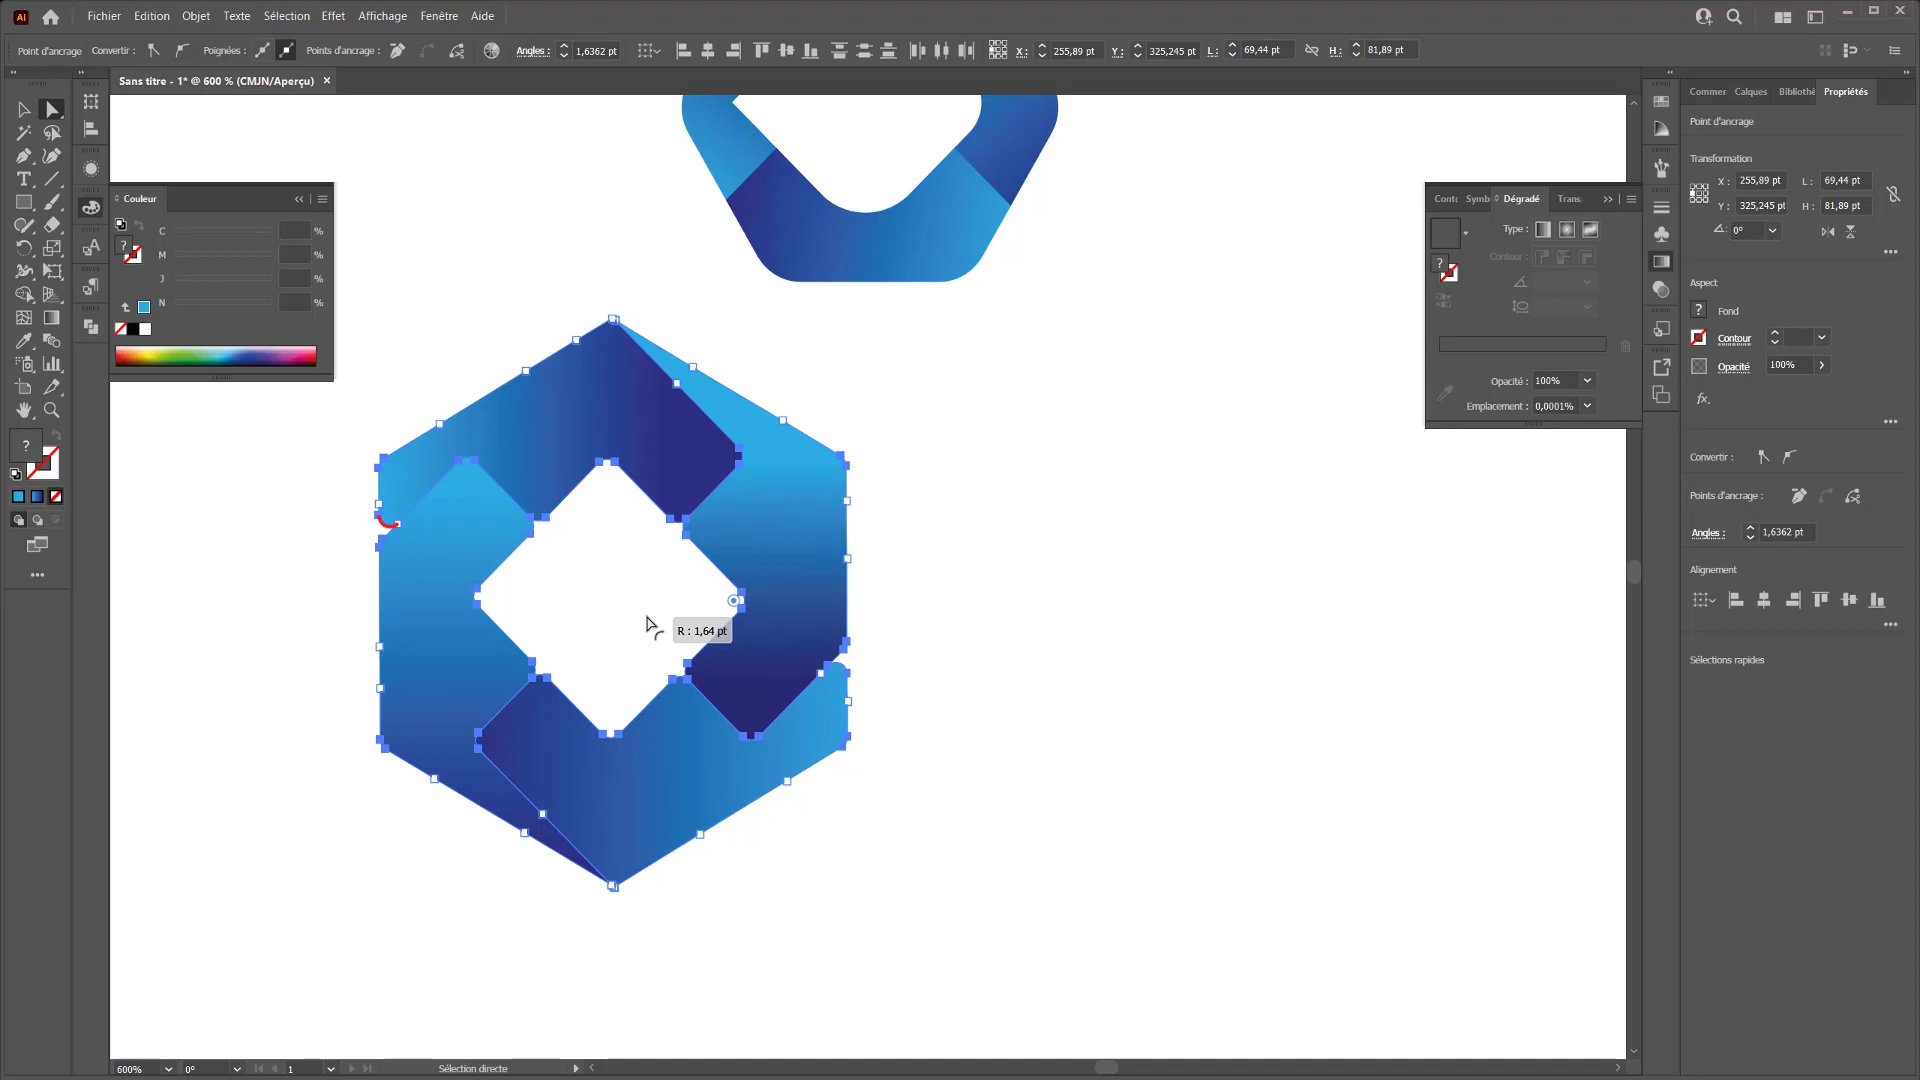 Ai Fichier Edition Objet Texte Sélection Effet Affichage Fenêtre Aide
Point d'ancrage Convertir : Poignées : Points d'ancrage : Angles : 1,6362 pt X : 255,89 pt Y : 325,245 pt L : 69,44 pt H : 81,89 pt
Sans titre - 1* @ 600 % (CMJN/Aperçu) ×
Commer Calques Bibliothè Propriétés
Point d'ancrage
Transformation
X : 255,89 pt L : 69,44 pt
Y : 325,245 pt H : 81,89 pt
0°
Aspect
? Fond
Contour
Opacité 100%
fx.
Convertir :
Points d'ancrage :
Angles : 1,6362 pt
Alignement
Sélections rapides
Couleur
C %
M %
J %
N %
?
Conto Symb Dégradé Trans
Type :
Contour :
?
Opacité : 100%
Emplacement : 0,0001%
?
R : 1,64 pt
600% 0° 1 Sélection directe